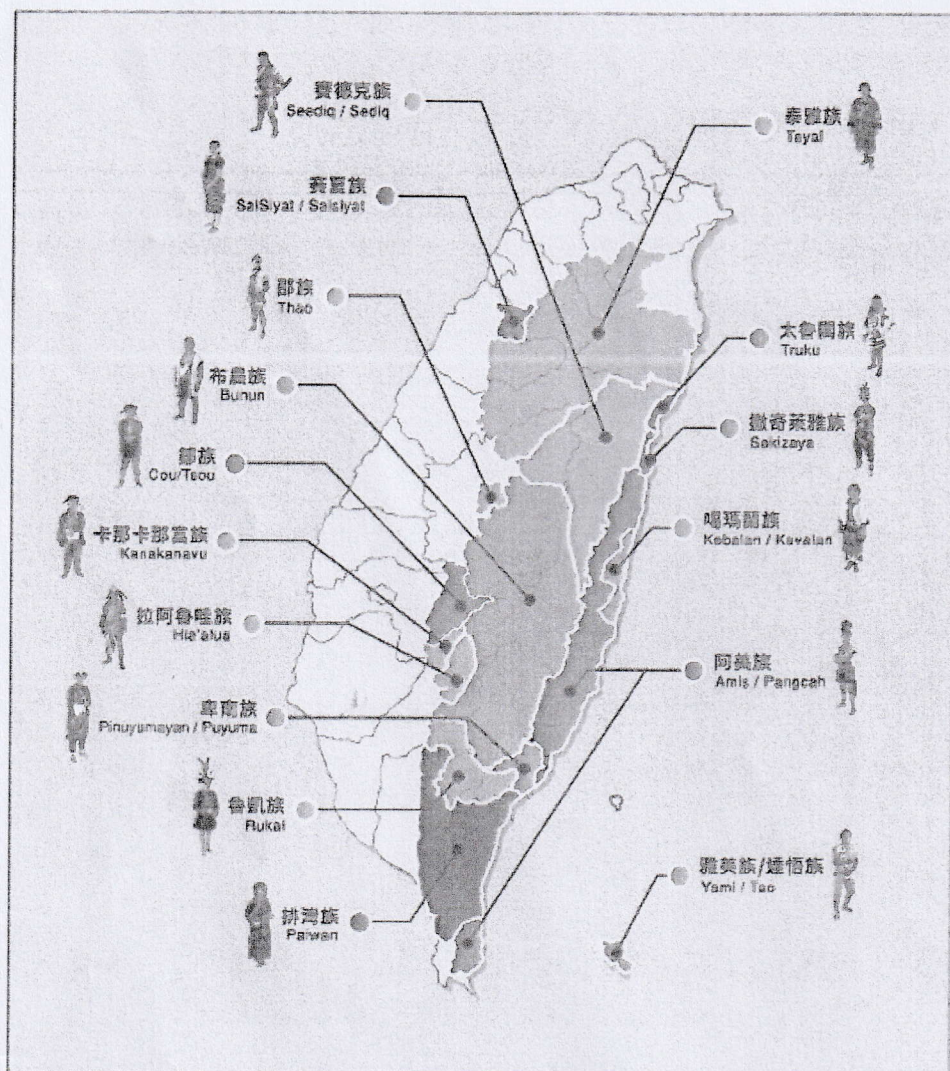 賽德克族
Seediq / Sediq
泰雅族
Tayal
賽夏族
SaiSiyat / Saisiyat
邵族
Thao
太魯閣族
Truku
布農族
Bunun
撒奇萊雅族
Sakizaya
鄒族
Cou/Tsou
噶瑪蘭族
Kebalan / Kavalan
卡那卡那富族
Kanakanavu
拉阿魯哇族
Hla'alua
阿美族
Amis / Pangcah
卑南族
Pinuyumayan / Puyuma
魯凱族
Rukai
雅美族/達悟族
Yami / Tao
排灣族
Paiwan